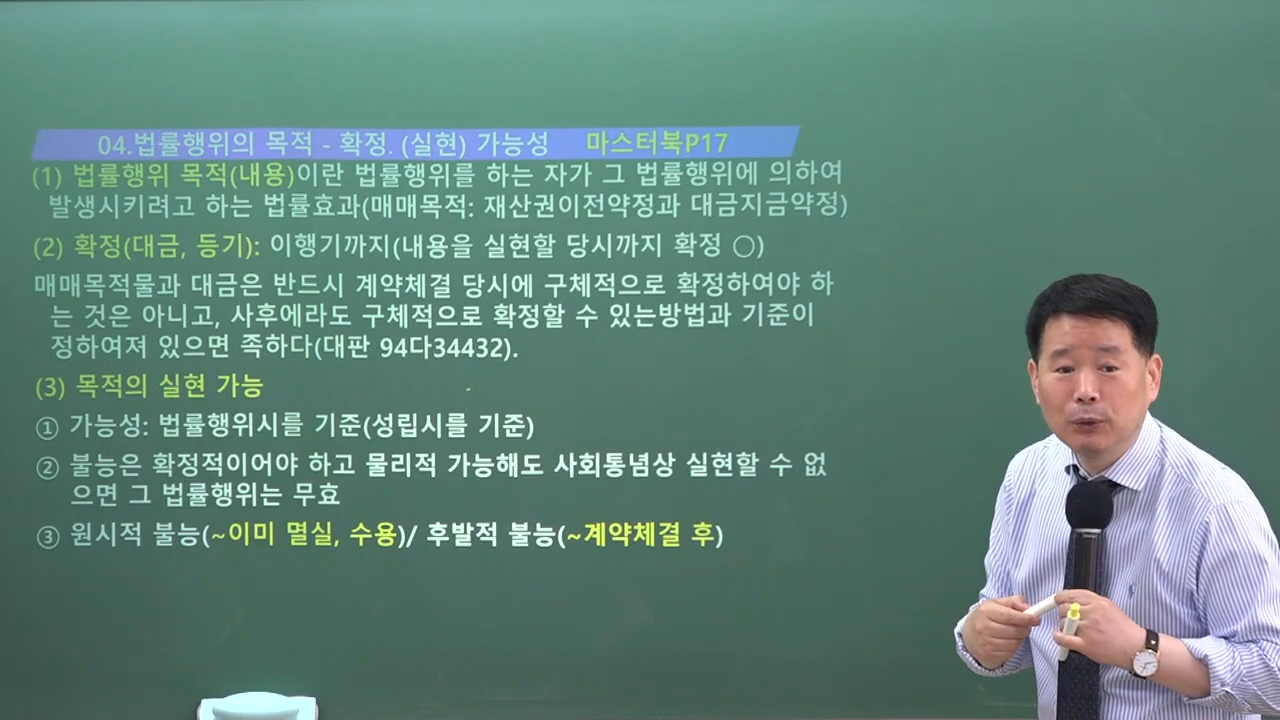 04.법률행위의 목적 - 확정. (실현) 가능성 마스터북P17
(1) 법률행위 목적(내용)이란 법률행위를 하는 자가 그 법률행위에 의하여
발생시키려고 하는 법률효과(매매목적: 재산권이전약정과 대금지금약정)
(2) 확정(대금, 등기): 이행기까지(내용을 실현할 당시까지 확정 ○)
매매목적물과 대금은 반드시 계약체결 당시에 구체적으로 확정하여야 하
는 것은 아니고, 사후에라도 구체적으로 확정할 수 있는방법과 기준이
정하여져 있으면 족하다(대판 94다34432).
(3) 목적의 실현 가능
① 가능성: 법률행위시를 기준(성립시를 기준)
② 불능은 확정적이어야 하고 물리적 가능해도 사회통념상 실현할 수 없
으면 그 법률행위는 무효
③ 원시적 불능(~이미 멸실, 수용)/ 후발적 불능(~계약체결 후)